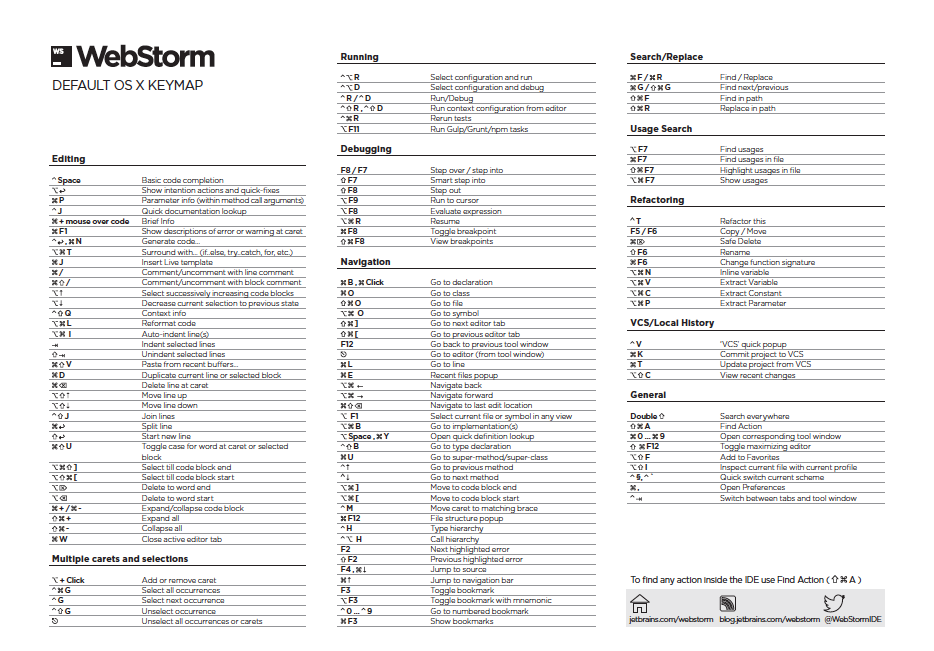 WS WebStorm
DEFAULT OS X KEYMAP
Editing
^Space Basic code completion
⌥↩ Show intention actions and quick-fixes
⌘P Parameter info (within method call arguments)
^J Quick documentation lookup
⌘+mouse over code Brief Info
⌘F1 Show descriptions of error or warning at caret
^↩,⌘N Generate code...
⌥⌘T Surround with... (if..else, try..catch, for, etc.)
⌘J Insert Live template
⌘/ Comment/uncomment with line comment
⌘⇧/ Comment/uncomment with block comment
⌥↑ Select successively increasing code blocks
⌥↓ Decrease current selection to previous state
^⇧Q Context info
⌥⌘L Reformat code
⌥⌘I Auto-indent line(s)
⇥ Indent selected lines
⇧⇥ Unindent selected lines
⌘⇧V Paste from recent buffers...
⌘D Duplicate current line or selected block
⌘⌫ Delete line at caret
⌥⇧↑ Move line up
⌥⇧↓ Move line down
^⇧J Join lines
⌘↩ Split line
⇧↩ Start new line
⌘⇧U Toggle case for word at caret or selected
block
⌥⌘⇧] Select till code block end
⌥⇧⌘[ Select till code block start
⌥⌦ Delete to word end
⌥⌫ Delete to word start
⌘+/⌘- Expand/collapse code block
⇧⌘+ Expand all
⇧⌘- Collapse all
⌘W Close active editor tab
Multiple carets and selections
⌥+Click Add or remove caret
^⌘G Select all occurrences
^G Select next occurrence
^⇧G Unselect occurrence
⎋ Unselect all occurrences or carets
Running
^⌥R Select configuration and run
^⌥D Select configuration and debug
^R/^D Run/Debug
^⇧R,^⇧D Run context configuration from editor
^⌘R Rerun tests
⌥F11 Run Gulp/Grunt/npm tasks
Debugging
F8/F7 Step over / step into
⇧F7 Smart step into
⇧F8 Step out
⌥F9 Run to cursor
⌥F8 Evaluate expression
⌥⌘R Resume
⌘F8 Toggle breakpoint
⇧⌘F8 View breakpoints
Navigation
⌘B,⌘Click Go to declaration
⌘O Go to class
⇧⌘O Go to file
⌥⌘O Go to symbol
⇧⌘] Go to next editor tab
⇧⌘[ Go to previous editor tab
F12 Go back to previous tool window
⎋ Go to editor (from tool window)
⌘L Go to line
⌘E Recent files popup
⌥⌘← Navigate back
⌥⌘→ Navigate forward
⌘⇧⌫ Navigate to last edit location
⌥F1 Select current file or symbol in any view
⌥⌘B Go to implementation(s)
⌥Space,⌘Y Open quick definition lookup
^⇧B Go to type declaration
⌘U Go to super-method/super-class
^↑ Go to previous method
^↓ Go to next method
⌥⌘] Move to code block end
⌥⌘[ Move to code block start
^M Move caret to matching brace
⌘F12 File structure popup
^H Type hierarchy
^⌥H Call hierarchy
F2 Next highlighted error
⇧F2 Previous highlighted error
F4,⌘↓ Jump to source
⌘↑ Jump to navigation bar
F3 Toggle bookmark
⌥F3 Toggle bookmark with mnemonic
^0...^9 Go to numbered bookmark
⌘F3 Show bookmarks
Search/Replace
⌘F/⌘R Find / Replace
⌘G/⇧⌘G Find next/previous
⇧⌘F Find in path
⇧⌘R Replace in path
Usage Search
⌥F7 Find usages
⌘F7 Find usages in file
⇧⌘F7 Highlight usages in file
⌥⌘F7 Show usages
Refactoring
^T Refactor this
F5/F6 Copy / Move
⌘⌦ Safe Delete
⇧F6 Rename
⌘F6 Change function signature
⌥⌘N Inline variable
⌥⌘V Extract Variable
⌥⌘C Extract Constant
⌥⌘P Extract Parameter
VCS/Local History
^V 'VCS' quick popup
⌘K Commit project to VCS
⌘T Update project from VCS
⌥⇧C View recent changes
General
Double⇧ Search everywhere
⇧⌘A Find Action
⌘0...⌘9 Open corresponding tool window
⇧⌘F12 Toggle maximizing editor
⌥⇧F Add to Favorites
⌥⇧I Inspect current file with current profile
^§,^` Quick switch current scheme
⌘, Open Preferences
^⇥ Switch between tabs and tool window
To find any action inside the IDE use Find Action (⇧⌘A)
jetbrains.com/webstorm blog.jetbrains.com/webstorm @WebStormIDE